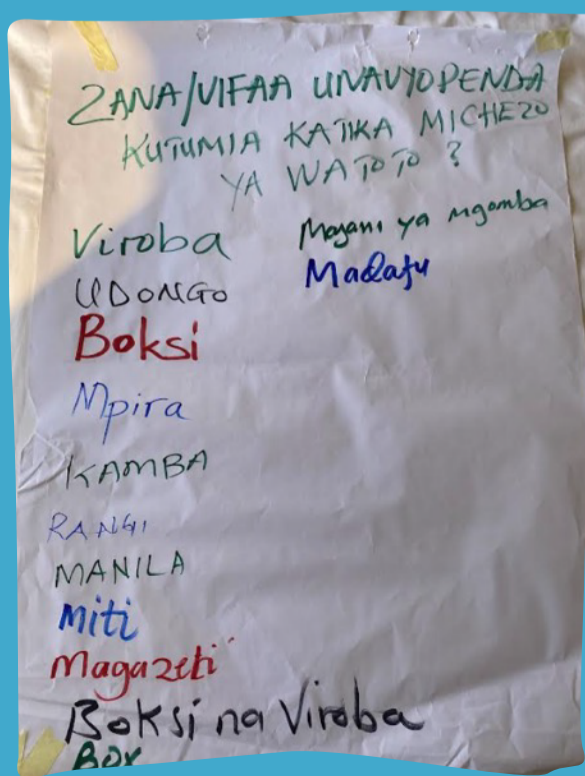 ZANA/VIFAA UNAVYOPENDA
KUTUMIA KATIKA MICHEZO
YA WATOTO ?
Viroba
UDONGO
Boksi
Mpira
KAMBA
RANGI
MANILA
Miti
Magazeti
Boksi na Viroba
BOX
Majani ya mgomba
Madafu